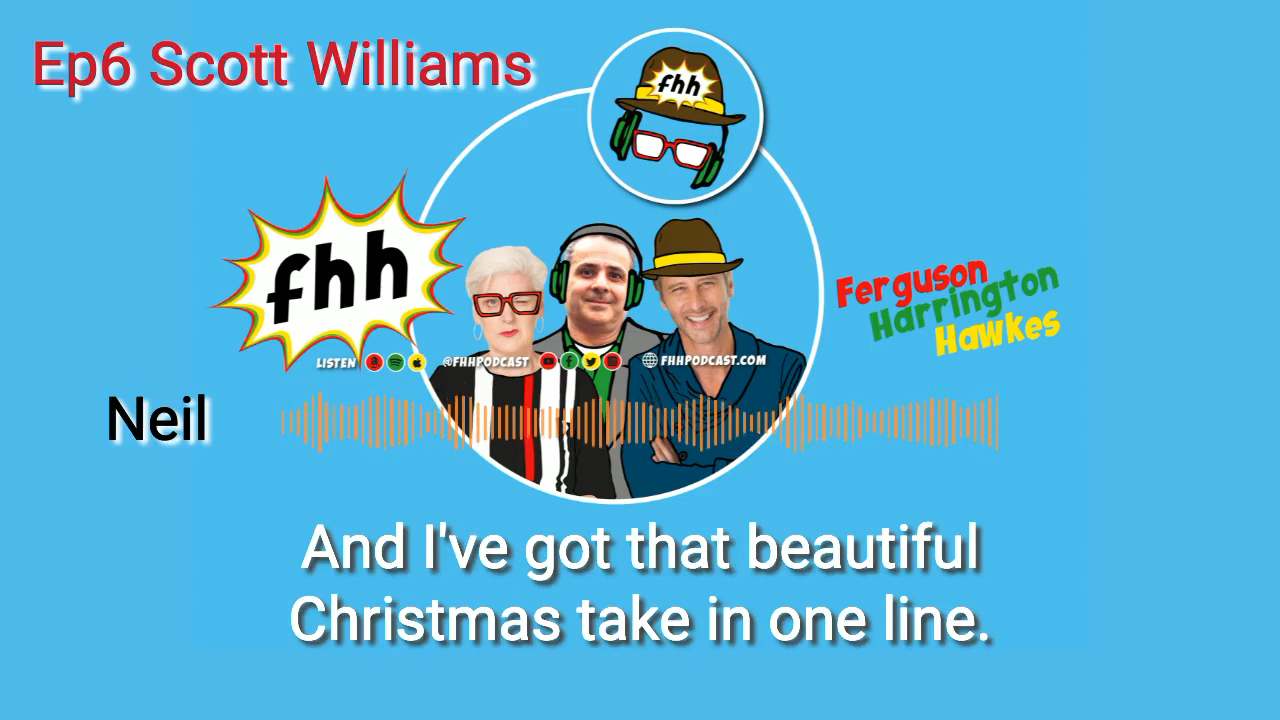 Ep6 Scott Williams
fhh
fhh
Ferguson
Harrington
Hawkes
LISTEN @FHHPODCAST FHHPODCAST.COM
Neil
And I've got that beautiful
Christmas take in one line.